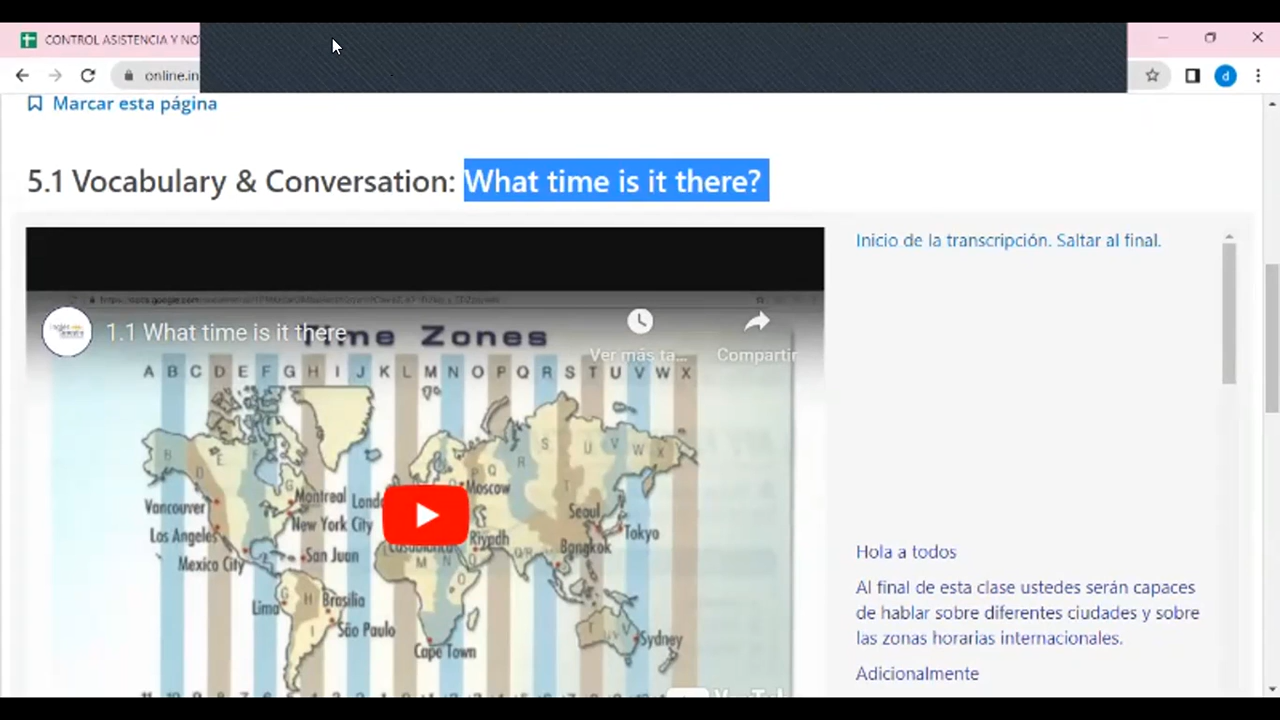 CONTROL ASISTENCIA Y NO
online.in
d
Marcar esta página
5.1 Vocabulary & Conversation: What time is it there?
Inicio de la transcripción. Saltar al final.
1.1 What time is it there
Time Zones
Ver más ta...
Compartir
A B C D E F G H I J K L M N O P Q R S T U V W X
Vancouver
Montreal
Moscow
New York City
Los Angeles
Seoul
Tokyo
Casablanca
Riyadh
Bangkok
San Juan
Mexico City
Lima
Brasilia
São Paulo
Cape Town
Sydney
Hola a todos
Al final de esta clase ustedes serán capaces
de hablar sobre diferentes ciudades y sobre
las zonas horarias internacionales.
Adicionalmente